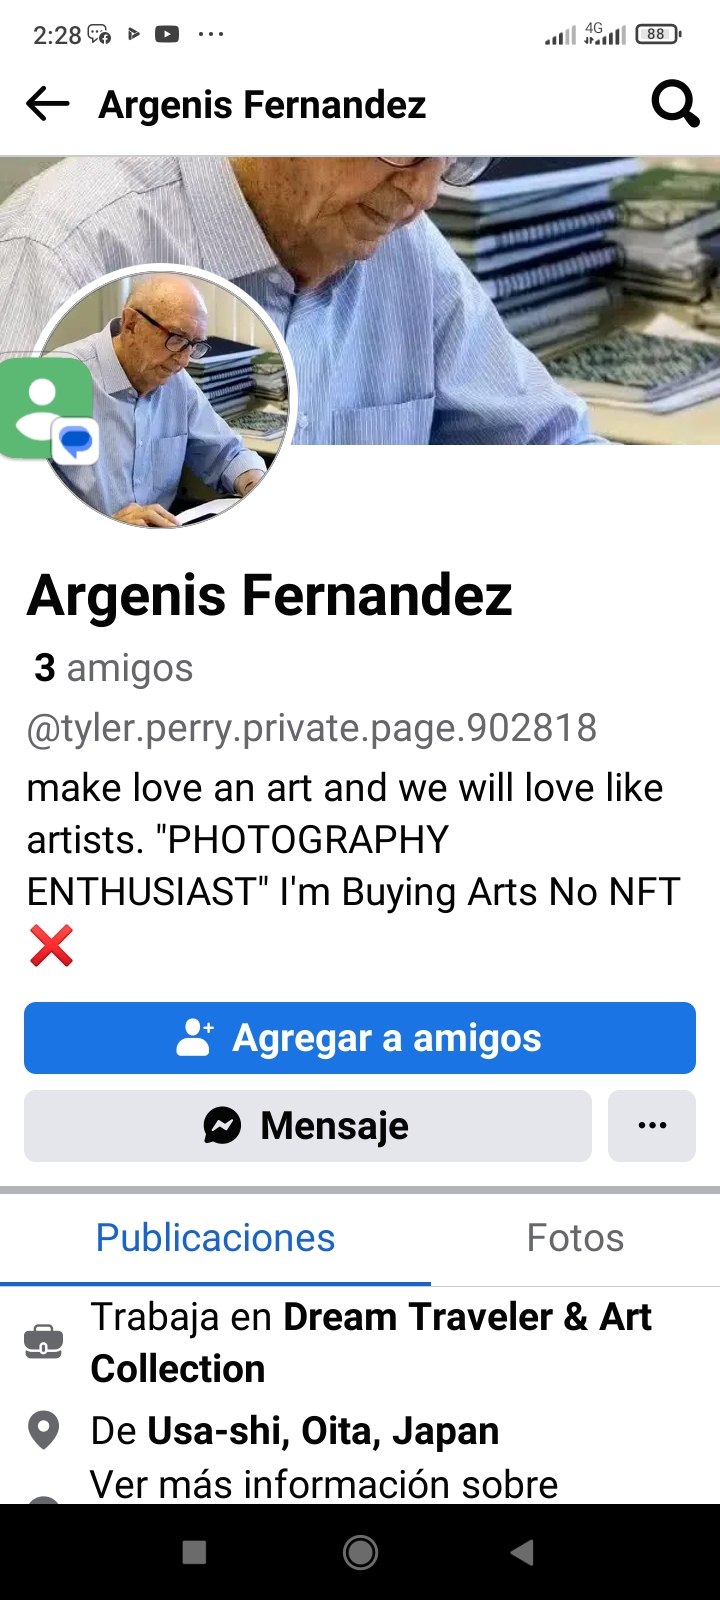 2:28
4G
88
Argenis Fernandez
Argenis Fernandez
3 amigos
@tyler.perry.private.page.902818
make love an art and we will love like
artists. "PHOTOGRAPHY
ENTHUSIAST" I'm Buying Arts No NFT
❌
Agregar a amigos
Mensaje
Publicaciones
Fotos
Trabaja en Dream Traveler & Art
Collection
De Usa-shi, Oita, Japan
Ver más información sobre